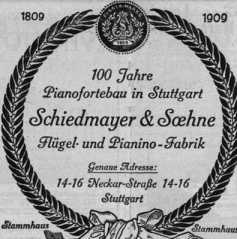 1809 1909
100 Jahre
Pianofortebau in Stuttgart
Schiedmayer & Sœhne
Flügel- und Pianino-Fabrik
Genaue Adresse:
14-16 Neckar-Straße 14-16
Stuttgart
Stammhaus Stammhaus